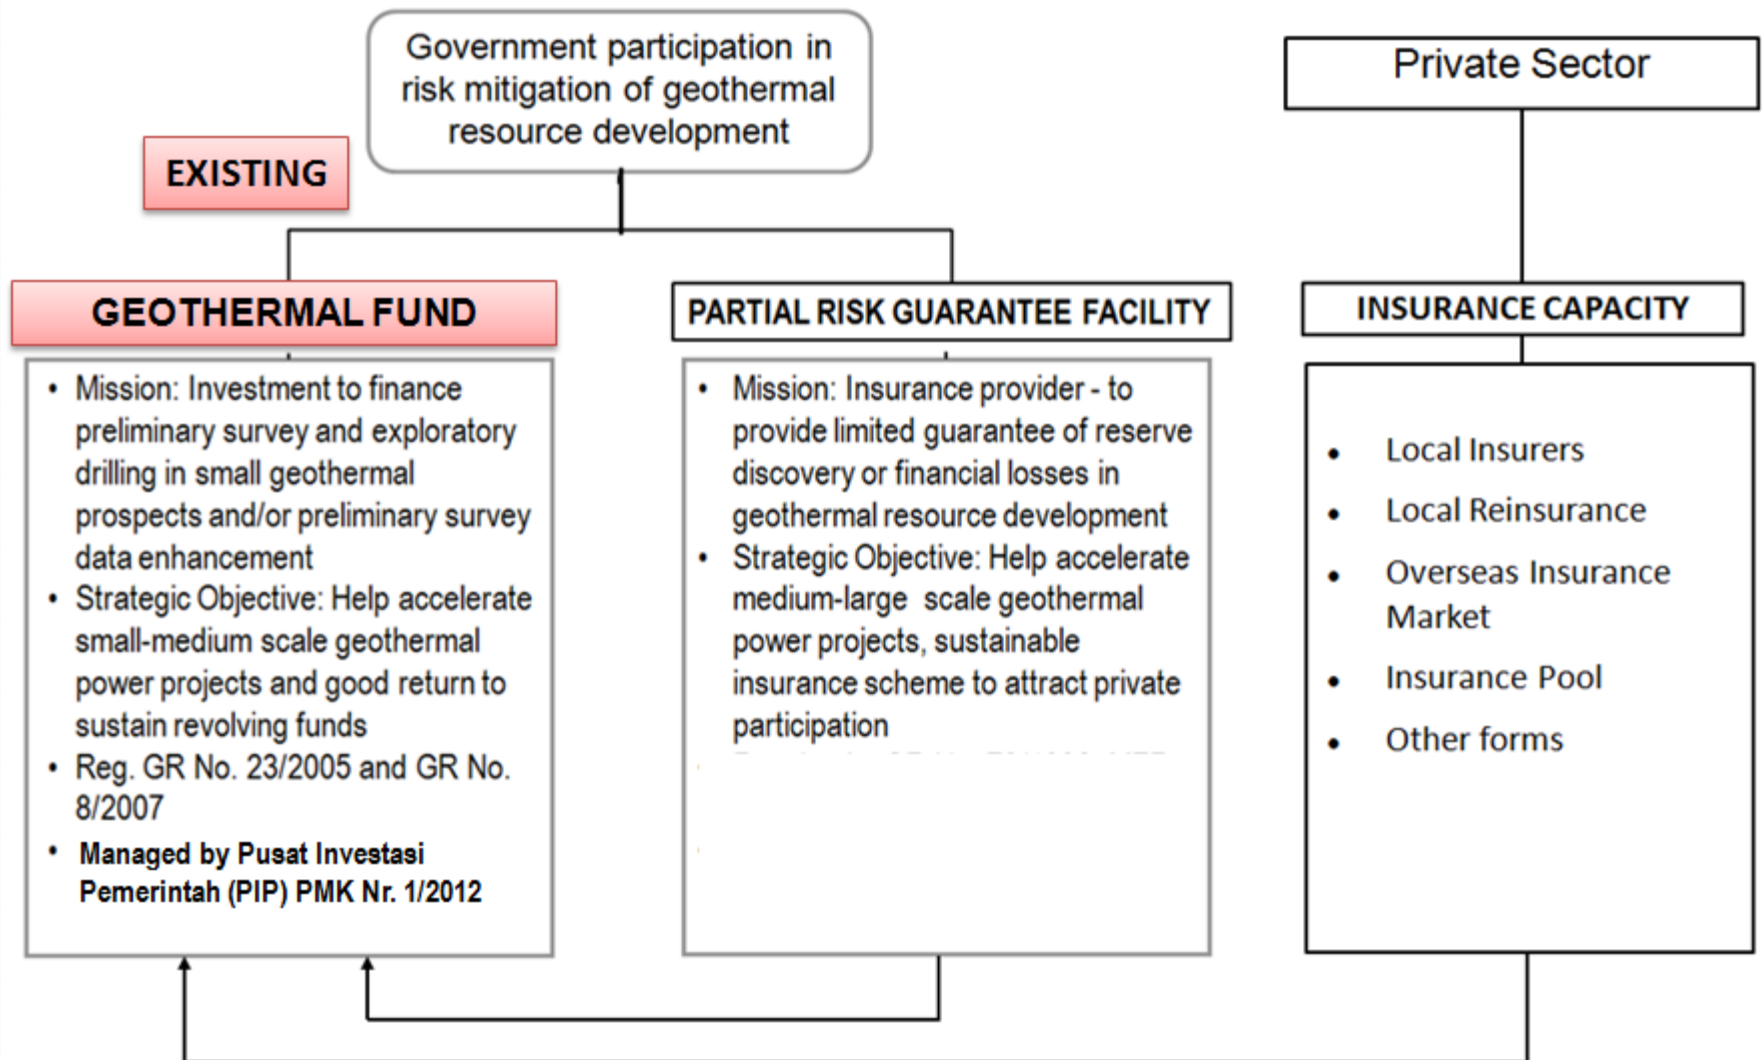 Government participation in
risk mitigation of geothermal
resource development
Private Sector
EXISTING
GEOTHERMAL FUND
• Mission: Investment to finance
preliminary survey and exploratory
drilling in small geothermal
prospects and/or preliminary survey
data enhancement
• Strategic Objective: Help accelerate
small-medium scale geothermal
power projects and good return to
sustain revolving funds
• Reg. GR No. 23/2005 and GR No.
8/2007
• Managed by Pusat Investasi
Pemerintah (PIP) PMK Nr. 1/2012
PARTIAL RISK GUARANTEE FACILITY
• Mission: Insurance provider - to
provide limited guarantee of reserve
discovery or financial losses in
geothermal resource development
• Strategic Objective: Help accelerate
medium-large scale geothermal
power projects, sustainable
insurance scheme to attract private
participation
INSURANCE CAPACITY
• Local Insurers
• Local Reinsurance
• Overseas Insurance
Market
• Insurance Pool
• Other forms